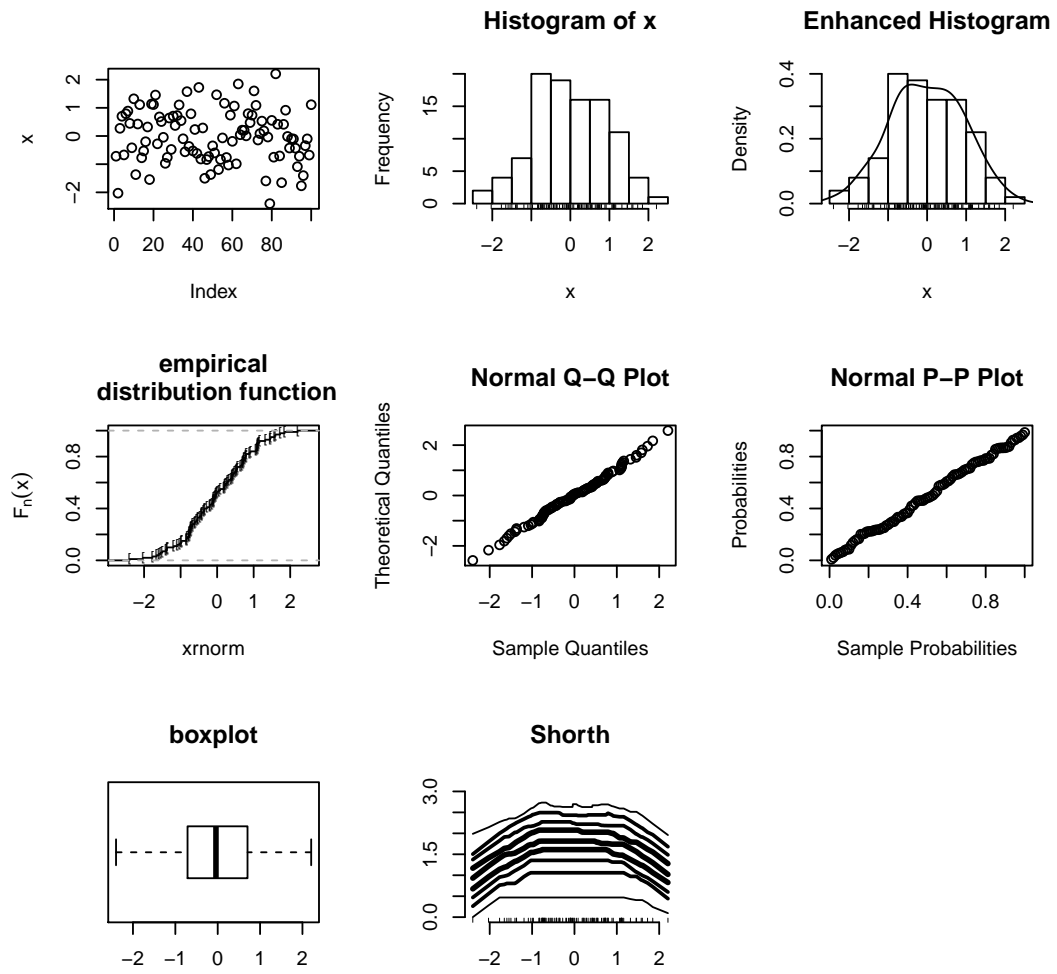 Histogram of x
Enhanced Histogram
x
−2 0 1 2
0 20 40 60 80
Index
Frequency
0 5 15
−2 −1 0 1 2
x
Density
0.0 0.2 0.4
−2 −1 0 1 2
x
empirical
distribution function
Normal Q−Q Plot
Normal P−P Plot
Fn(x)
0.0 0.4 0.8
−2 0 1 2
xrnorm
Theoretical Quantiles
−2 0 2
−2 −1 0 1 2
Sample Quantiles
Probabilities
0.0 0.4 0.8
0.0 0.4 0.8
Sample Probabilities
boxplot
Shorth
−2 −1 0 1 2
0.0 1.5 3.0
−2 −1 0 1 2